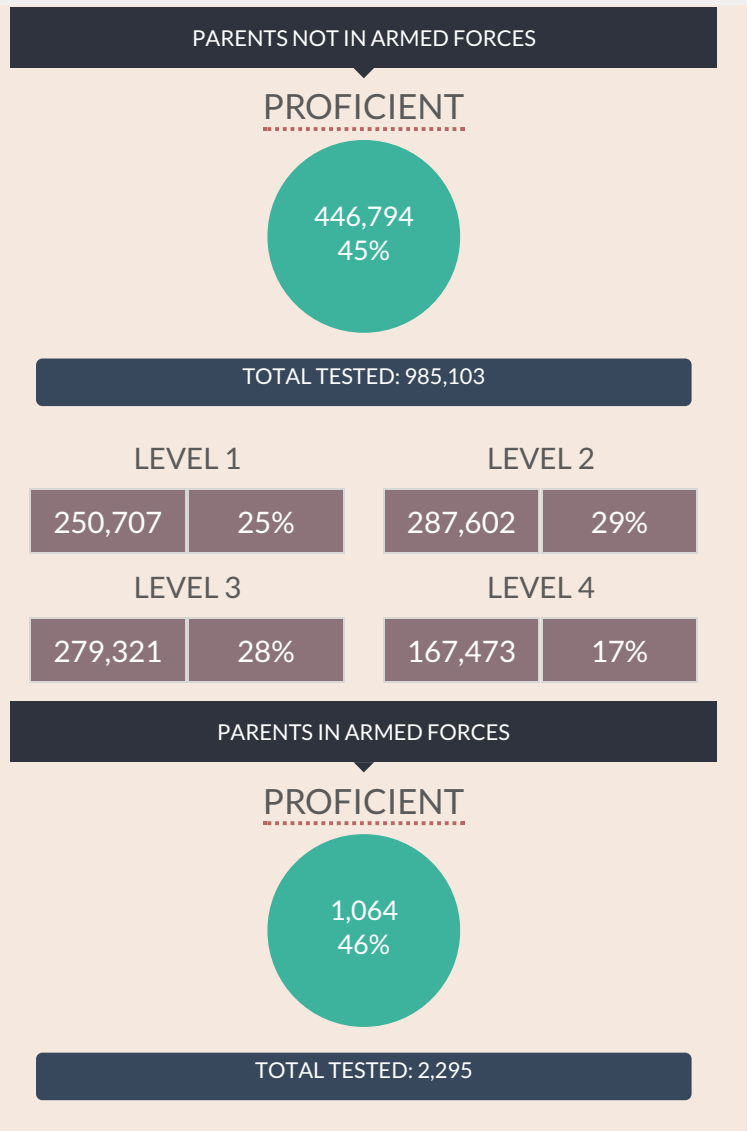 PARENTS NOT IN ARMED FORCES
PROFICIENT
446,794
45%
TOTAL TESTED: 985,103
LEVEL 1 LEVEL 2
250,707 25% 287,602 29%
LEVEL 3 LEVEL 4
279,321 28% 167,473 17%
PARENTS IN ARMED FORCES
PROFICIENT
1,064
46%
TOTAL TESTED: 2,295